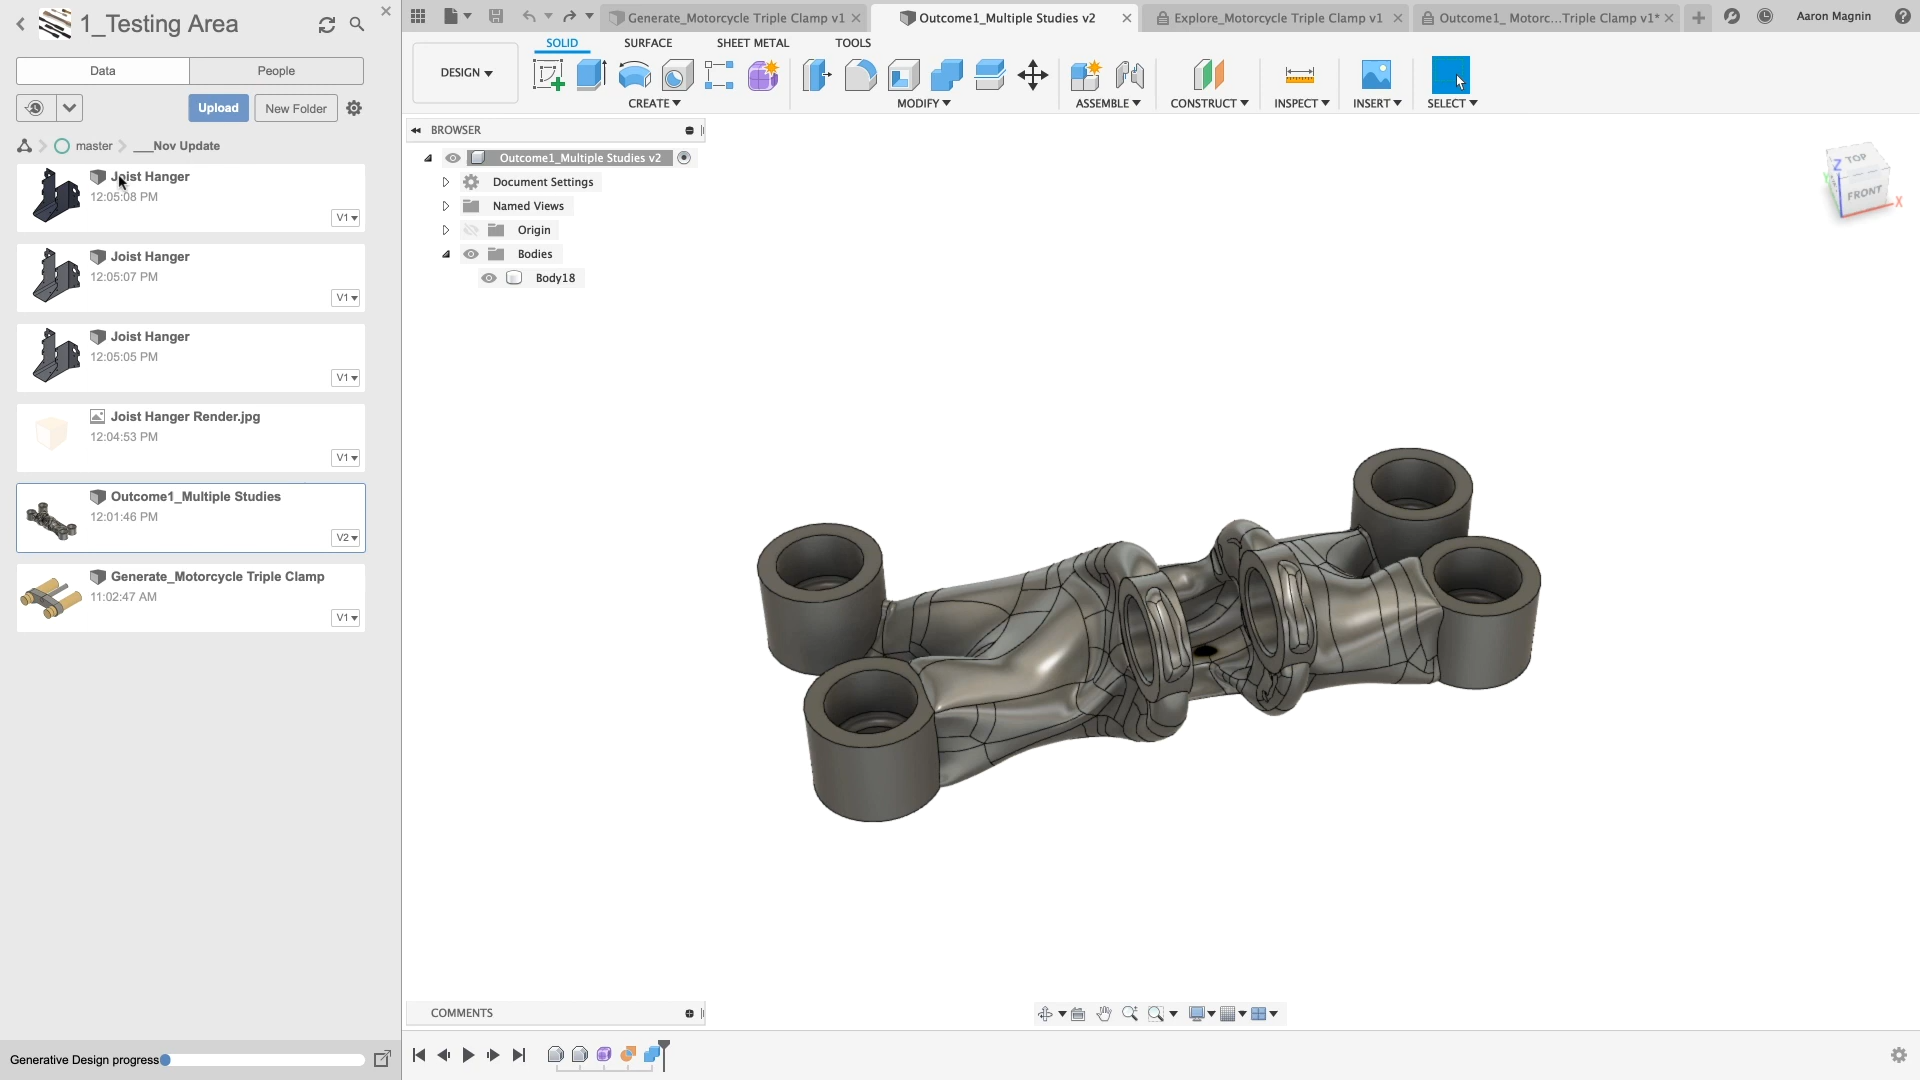 1_Testing Area
Data
People
Upload
New Folder
master
___Nov Update
Joist Hanger
12:05:08 PM
V1
Joist Hanger
12:05:07 PM
V1
Joist Hanger
12:05:05 PM
V1
Joist Hanger Render.jpg
12:04:53 PM
V1
Outcome1_Multiple Studies
12:01:46 PM
V2
Generate_Motorcycle Triple Clamp
11:02:47 AM
V1
Generative Design progress
Generate_Motorcycle Triple Clamp v1
Outcome1_Multiple Studies v2
Explore_Motorcycle Triple Clamp v1
Outcome1_ Motorc...Triple Clamp v1*
Aaron Magnin
SOLID
SURFACE
SHEET METAL
TOOLS
DESIGN
CREATE
MODIFY
ASSEMBLE
CONSTRUCT
INSPECT
INSERT
SELECT
BROWSER
Outcome1_Multiple Studies v2
Document Settings
Named Views
Origin
Bodies
Body18
TOP
Z
Y
FRONT
X
COMMENTS